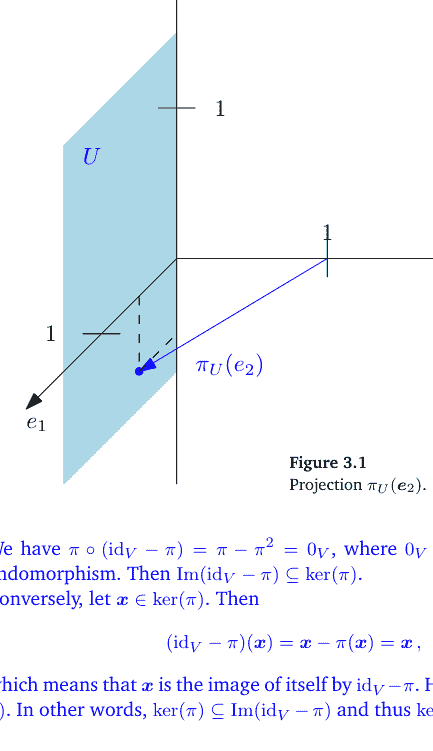 1
U
1
1
π_U(e_2)
e_1
Figure 3.1
Projection π_U(e_2).
We have π ∘ (id_V − π) = π − π^2 = 0_V, where 0_V
ndomorphism. Then Im(id_V − π) ⊆ ker(π).
onversely, let x ∈ ker(π). Then
(id_V − π)(x) = x − π(x) = x ,
which means that x is the image of itself by id_V − π. H
). In other words, ker(π) ⊆ Im(id_V − π) and thus ke